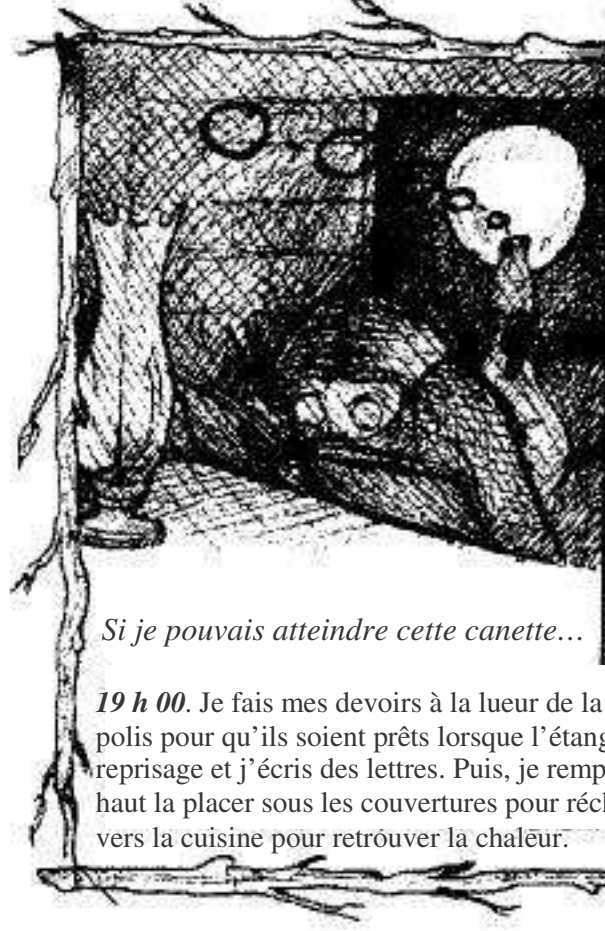 Si je pouvais atteindre cette canette…
19 h 00. Je fais mes devoirs à la lueur de la
polis pour qu’ils soient prêts lorsque l’étang
reprisage et j’écris des lettres. Puis, je remp
haut la placer sous les couvertures pour réch
vers la cuisine pour retrouver la chaleur.